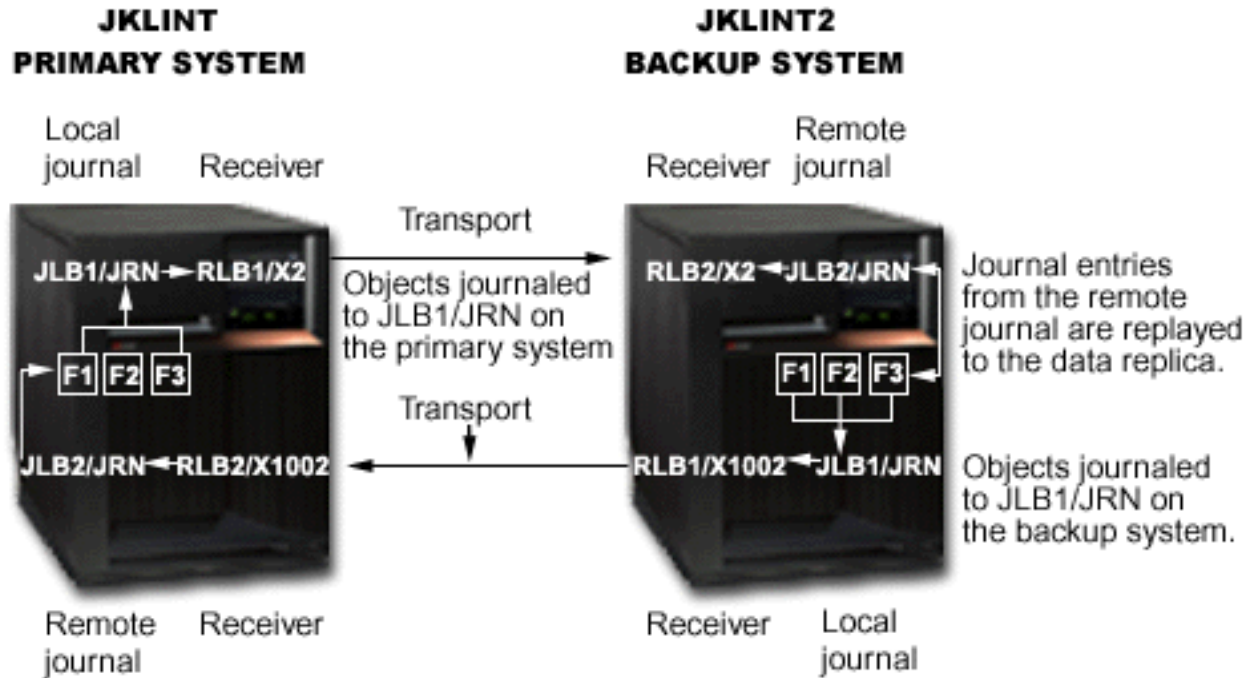 JKLINT
PRIMARY SYSTEM
JKLINT2
BACKUP SYSTEM
Local
journal
Receiver
Receiver
Remote
journal
Transport
JLB1/JRN
RLB1/X2
Objects journaled
to JLB1/JRN on
the primary system
F1
F2
F3
JLB2/JRN
RLB2/X1002
Transport
RLB2/X2
JLB2/JRN
Journal entries
from the remote
journal are replayed
to the data replica.
F1
F2
F3
RLB1/X1002
JLB1/JRN
Objects journaled
to JLB1/JRN on
the backup system.
Remote
journal
Receiver
Receiver
Local
journal